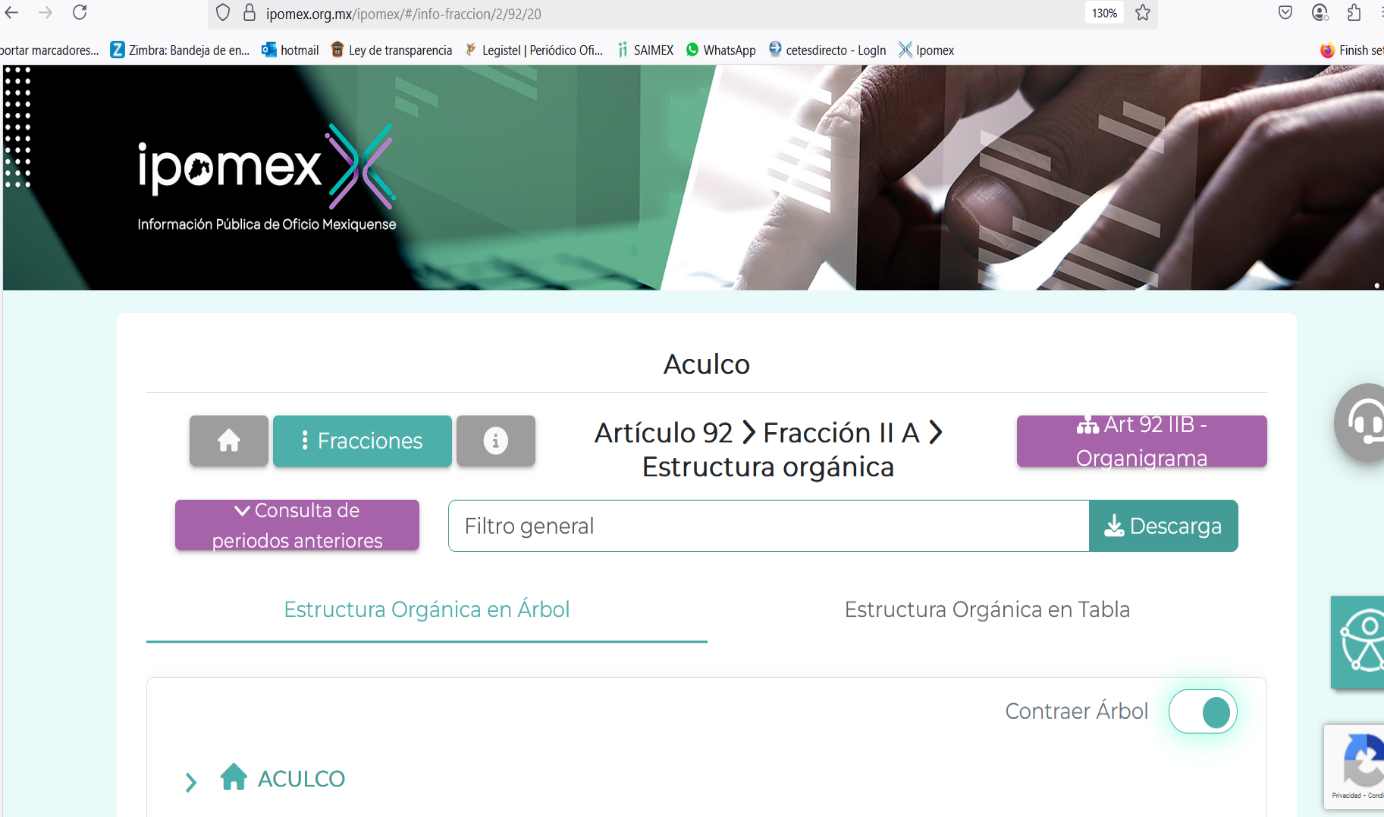 ipomex.org.mx/ipomex/#/info-fraccion/2/92/20
130%
portar marcadores...
Z Zimbra: Bandeja de en...
hotmail
Ley de transparencia
Legistel | Periódico Ofi...
SAIMEX
WhatsApp
cetesdirecto - LogIn
Ipomex
Finish set
ipomex
Información Pública de Oficio Mexiquense
Aculco
Fracciones
Artículo 92 > Fracción II A >
Estructura orgánica
Art 92 IIB -
Organigrama
Consulta de
periodos anteriores
Filtro general
Descarga
Estructura Orgánica en Árbol
Estructura Orgánica en Tabla
Contraer Árbol
ACULCO
Privacidad - Condi